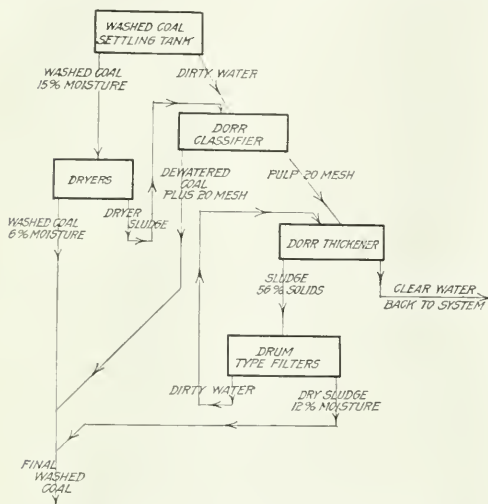 WASHED COAL
SETTLING TANK
WASHED COAL
15% MOISTURE
DIRTY WATER
DORR
CLASSIFIER
DRYERS
DRYER
SLUDGE
DEWATERED
COAL
PLUS 20 MESH
PULP 20 MESH
WASHED COAL
6% MOISTURE
DORR THICKENER
SLUDGE
56% SOLIDS
CLEAR WATER
BACK TO SYSTEM
DRUM
TYPE FILTERS
DIRTY WATER
DRY SLUDGE
12% MOISTURE
FINAL
WASHED
COAL